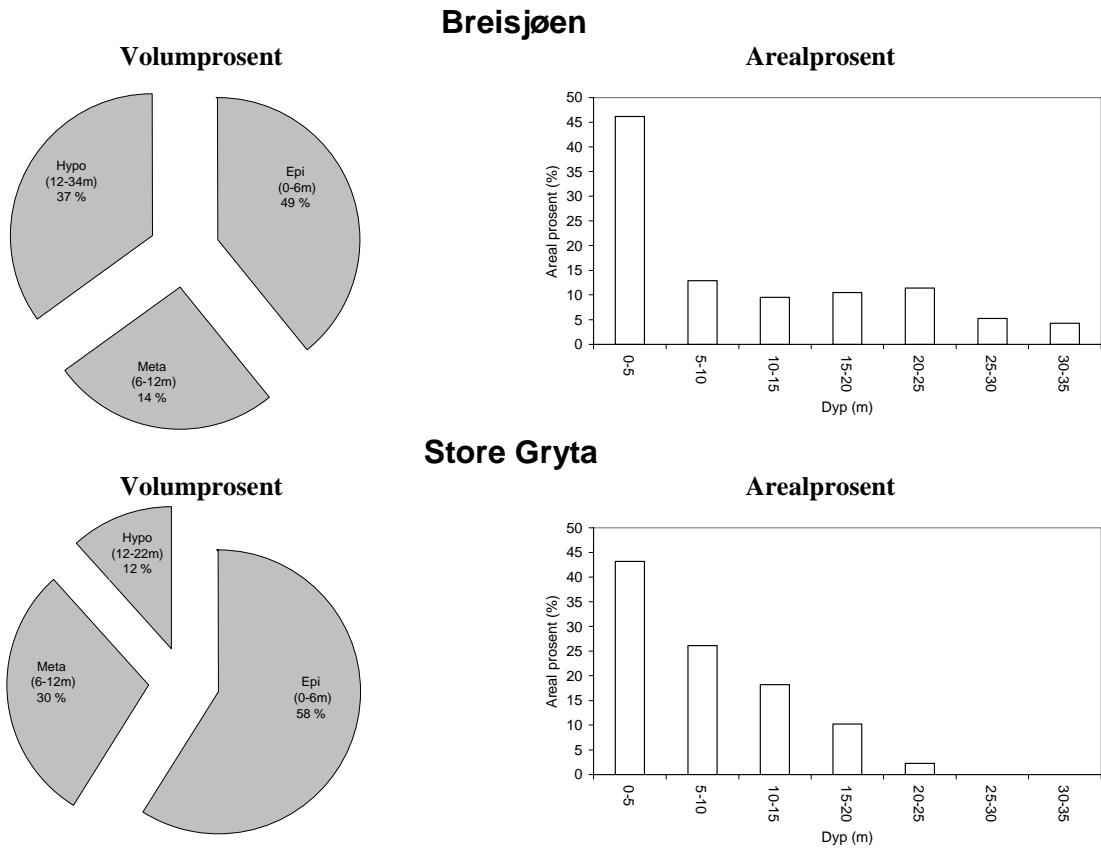 Breisjøen
Volumprosent
Arealprosent
Hypo
(12-34m)
37 %
Epi
(0-6m)
49 %
Meta
(6-12m)
14 %
50
45
40
35
30
25
20
15
10
5
0
Areal prosent (%)
0-5
5-10
10-15
15-20
20-25
25-30
30-35
Dyp (m)
Store Gryta
Volumprosent
Arealprosent
Hypo
(12-22m)
12 %
Meta
(6-12m)
30 %
Epi
(0-6m)
58 %
50
45
40
35
30
25
20
15
10
5
0
Areal prosent (%)
0-5
5-10
10-15
15-20
20-25
25-30
30-35
Dyp (m)